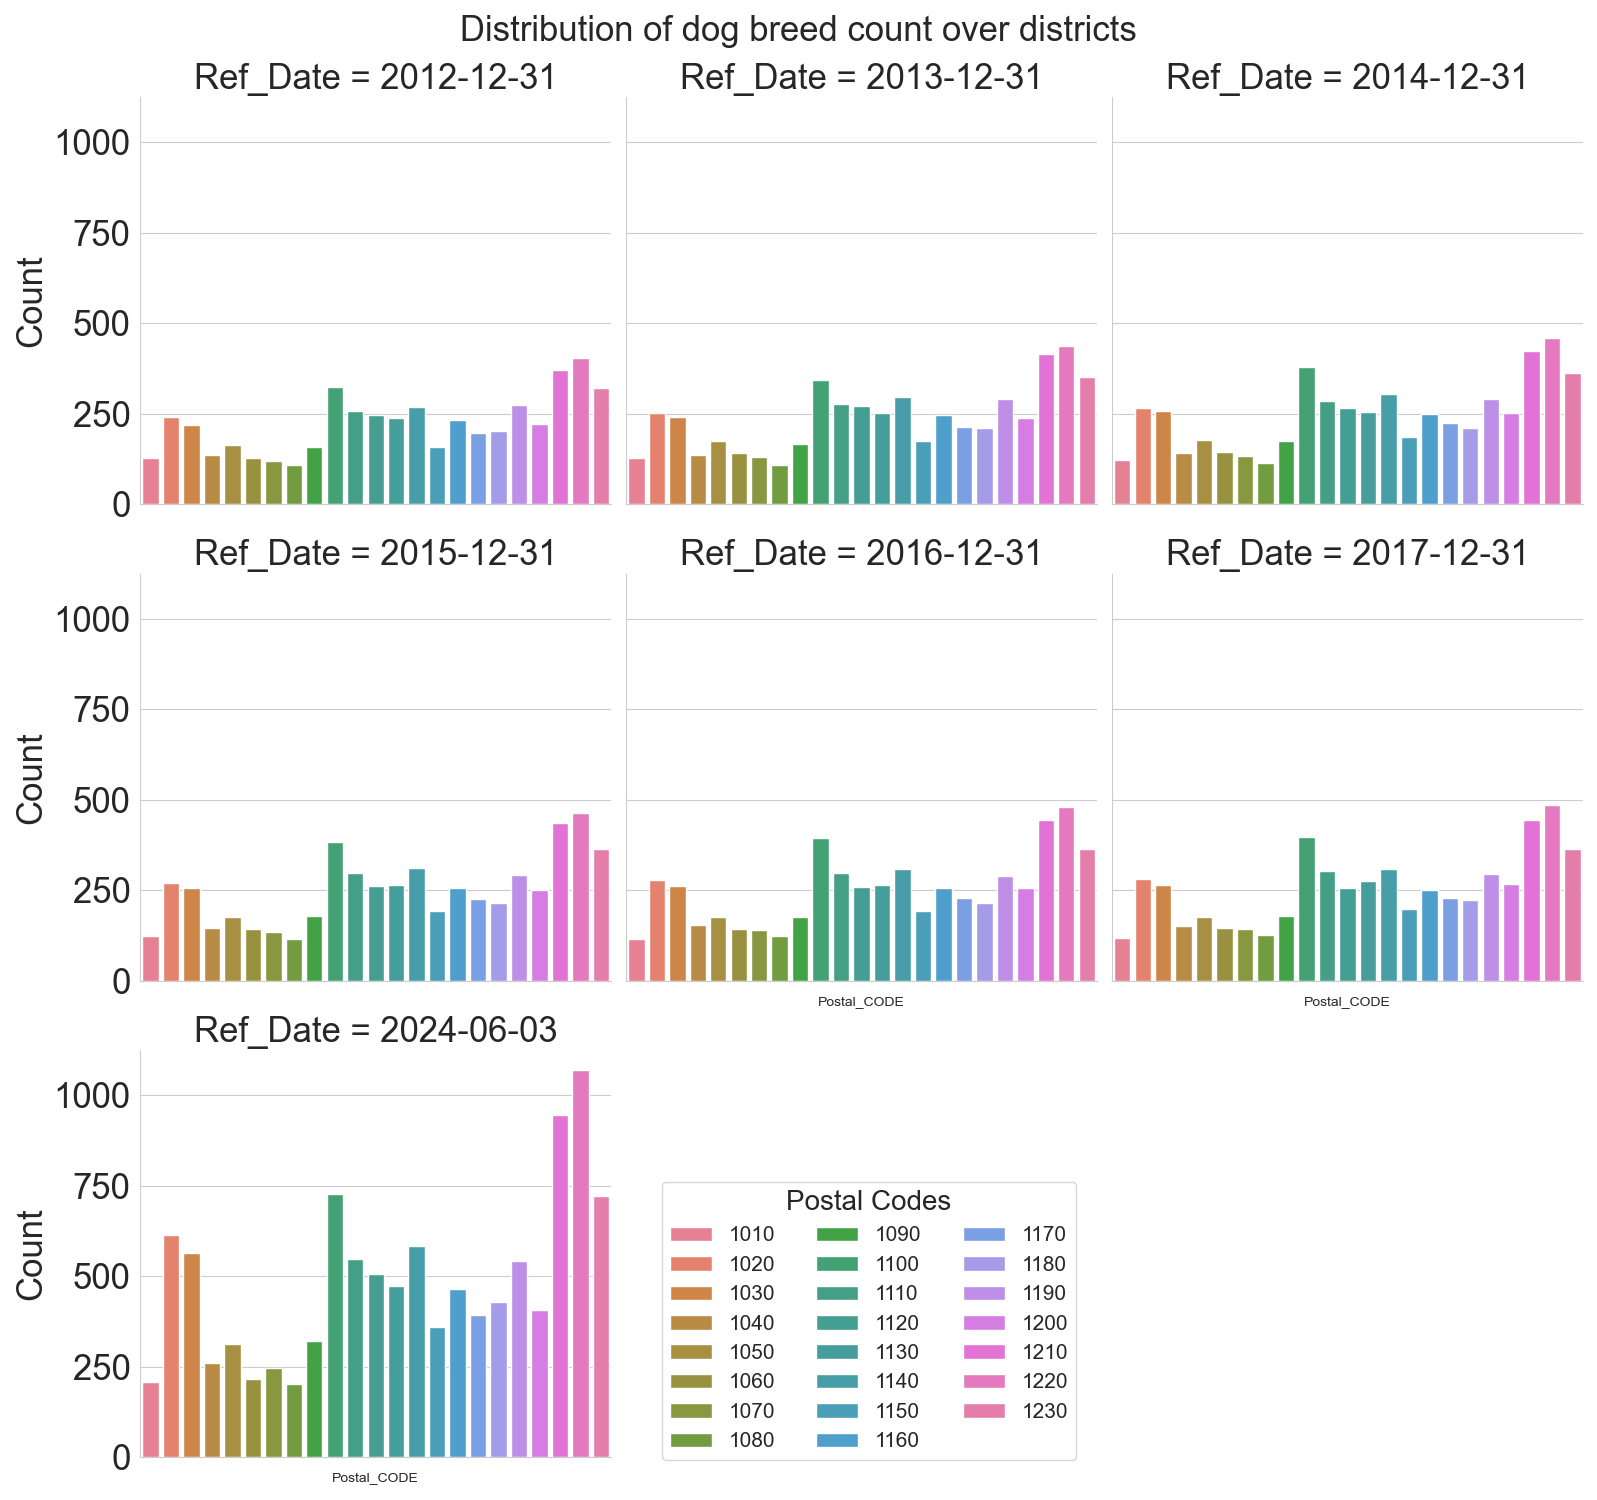 Distribution of dog breed count over districts
Ref_Date = 2012-12-31
Ref_Date = 2013-12-31
Ref_Date = 2014-12-31
1000
750
500
250
0
Count
Ref_Date = 2015-12-31
Ref_Date = 2016-12-31
Ref_Date = 2017-12-31
1000
750
500
250
0
Count
Postal_CODE
Postal_CODE
Ref_Date = 2024-06-03
1000
750
500
250
0
Count
Postal_CODE
Postal Codes
1010
1020
1030
1040
1050
1060
1070
1080
1090
1100
1110
1120
1130
1140
1150
1160
1170
1180
1190
1200
1210
1220
1230